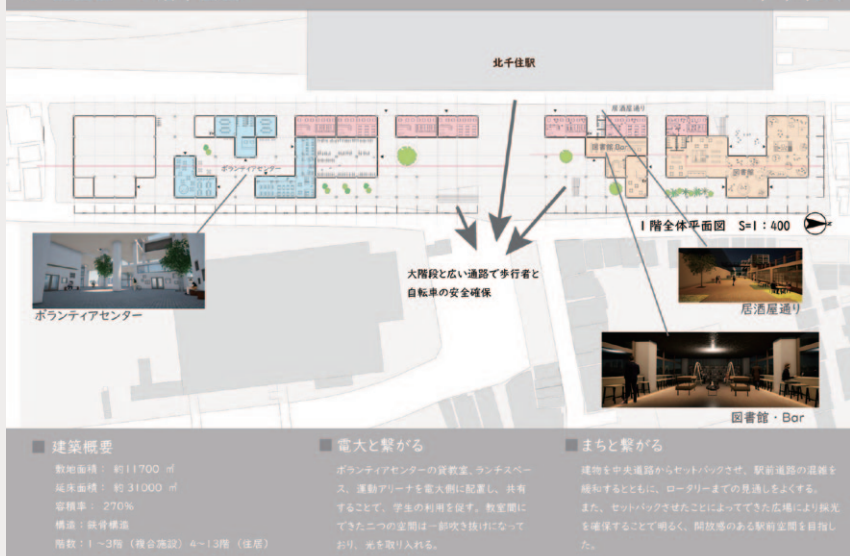 北千住駅
居酒屋通り
図書館・Bar
ボランティアセンター
図書館
1階全体平面図 S=1:400
大階段と広い通路で歩行者と
自転車の安全確保
ボランティアセンター
居酒屋通り
図書館・Bar
■ 建築概要
敷地面積: 約11700 ㎡
延床面積: 約31000 ㎡
容積率: 270%
構造:鉄骨構造
階数:1~3階(複合施設)4~13階(住居)
■ 電大と繋がる
ボランティアセンターの貸教室、ランチスペー
ス、運動アリーナを電大側に配置し、共有
することで、学生の利用を促す。教室間に
できた二つの空間は一部吹き抜けになって
おり、光を取り入れる。
■ まちと繋がる
建物を中央道路からセットバックさせ、駅前道路の混雑を
緩和するとともに、ロータリーまでの見通しをよくする。
また、セットバックさせたことによってできた広場により採光
を確保することで明るく、開放感のある駅前空間を目指し
た。